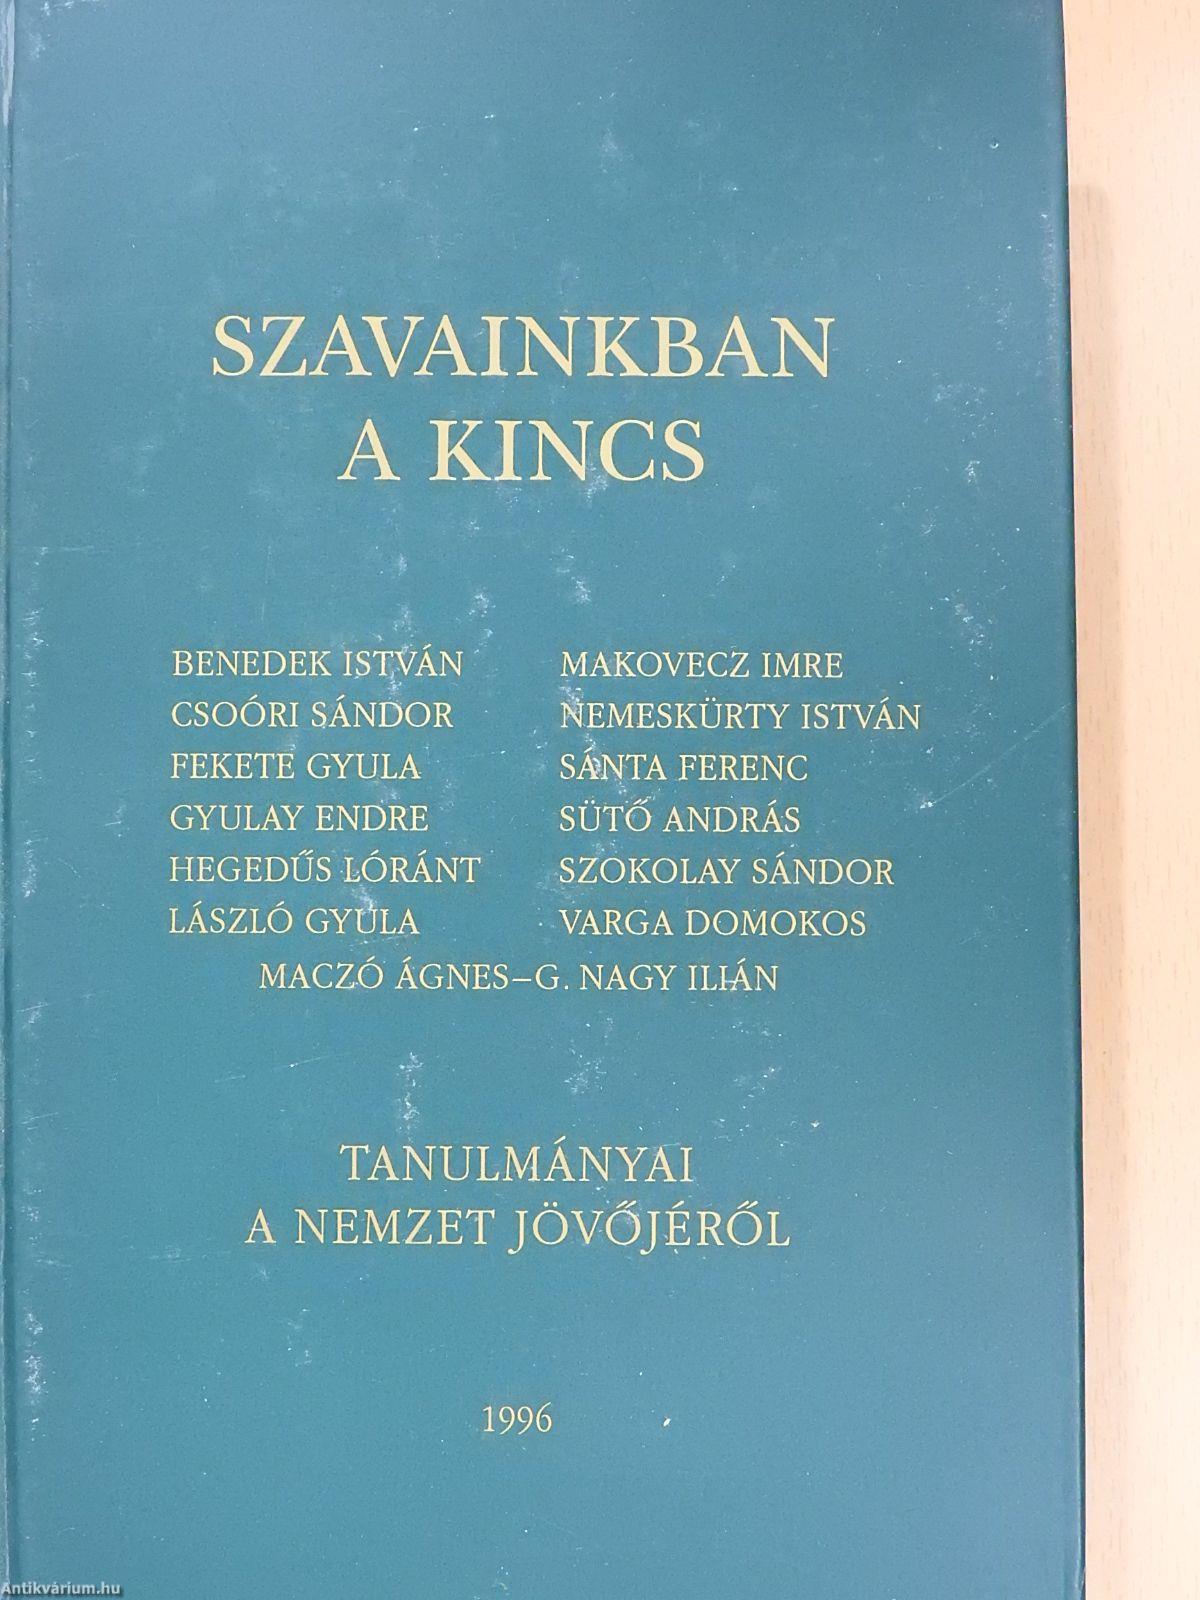 SZAVAINKBAN
A KINCS
BENEDEK ISTVÁN
CSOÓRI SÁNDOR
FEKETE GYULA
GYULAY ENDRE
HEGEDŰS LÓRÁNT
LÁSZLÓ GYULA
MAKOVECZ IMRE
NEMESKÜRTY ISTVÁN
SÁNTA FERENC
SÜTŐ ANDRÁS
SZOKOLAY SÁNDOR
VARGA DOMOKOS
MACZÓ ÁGNES–G. NAGY ILIÁN
TANULMÁNYAI
A NEMZET JÖVŐJÉRŐL
1996
Antikvárium.hu